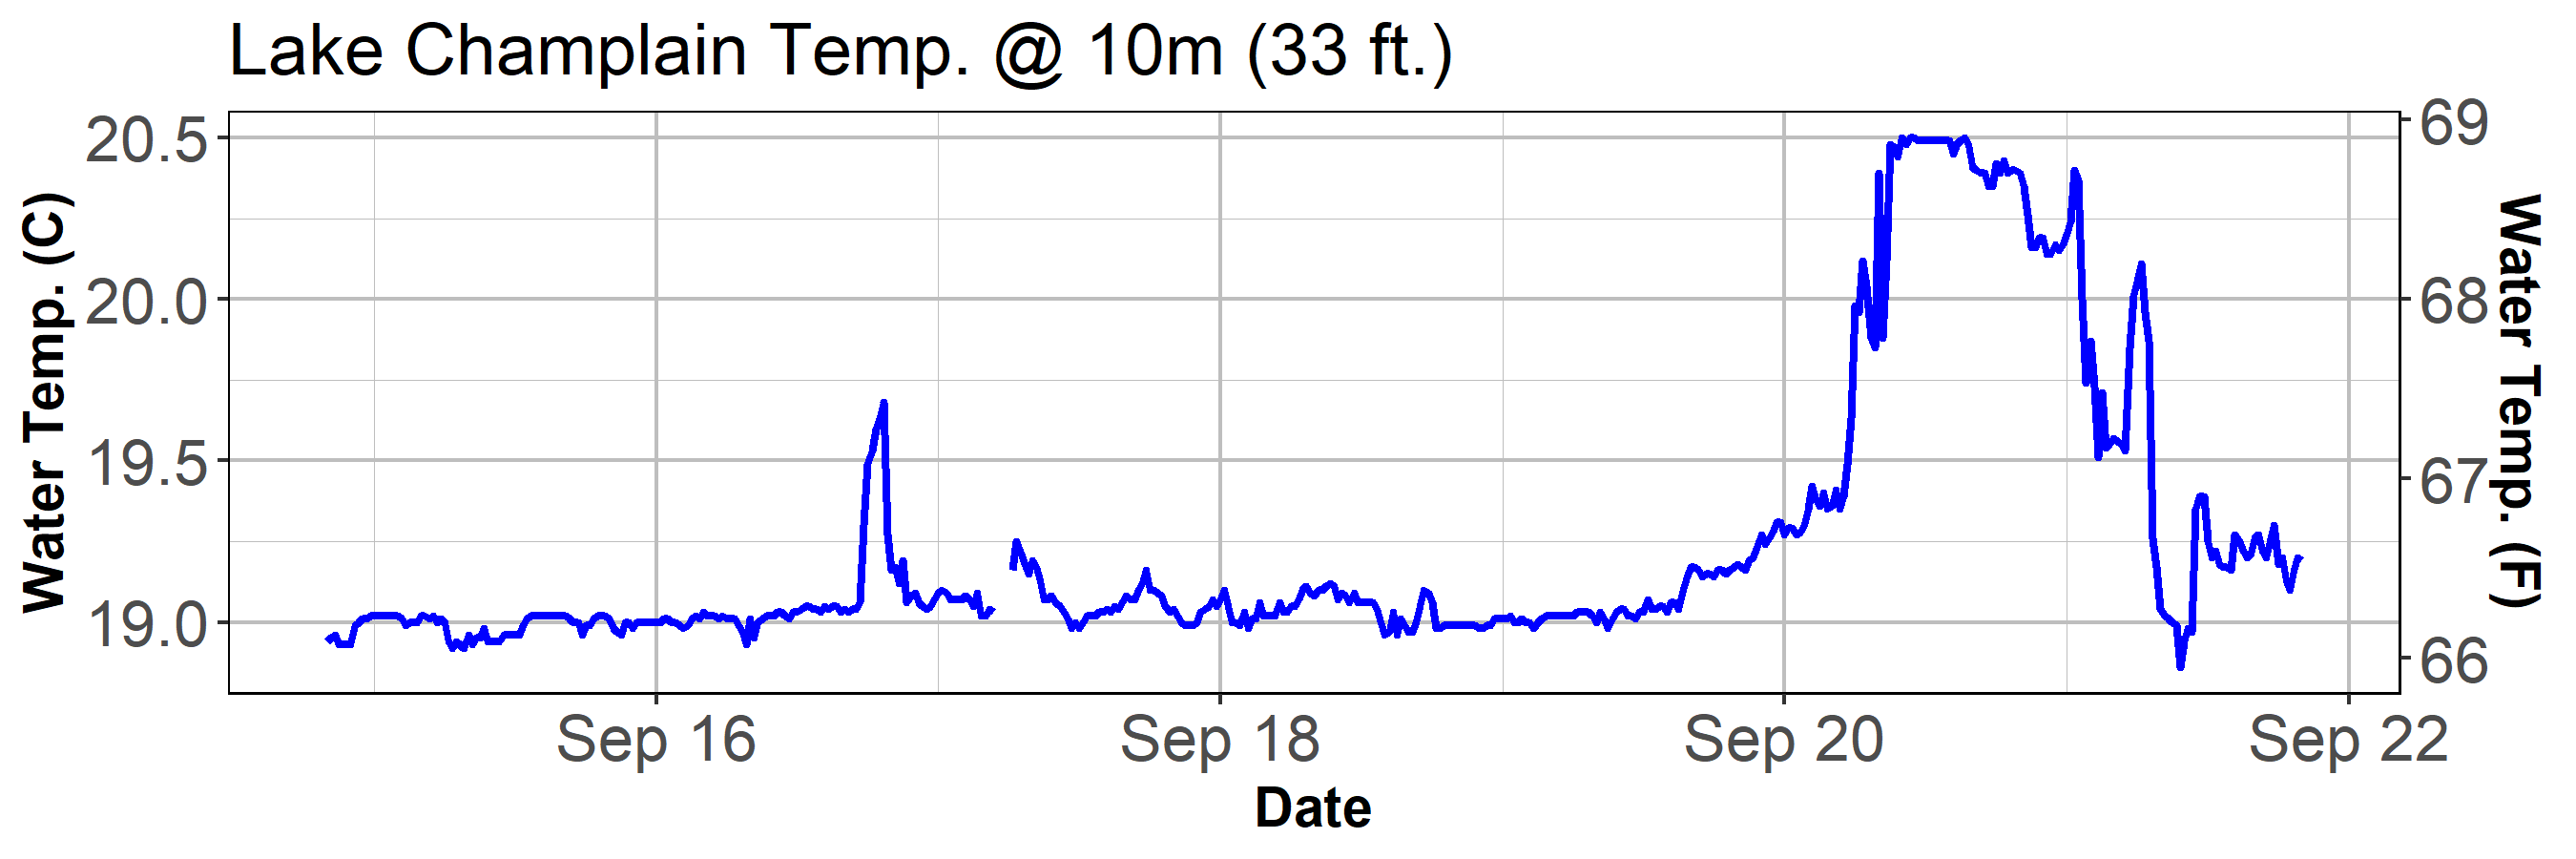 Lake Champlain Temp. @ 10m (33 ft.)
Water Temp. (C)
20.5
20.0
19.5
19.0
69
68
67
66
Water Temp. (F)
Sep 16
Sep 18
Sep 20
Sep 22
Date